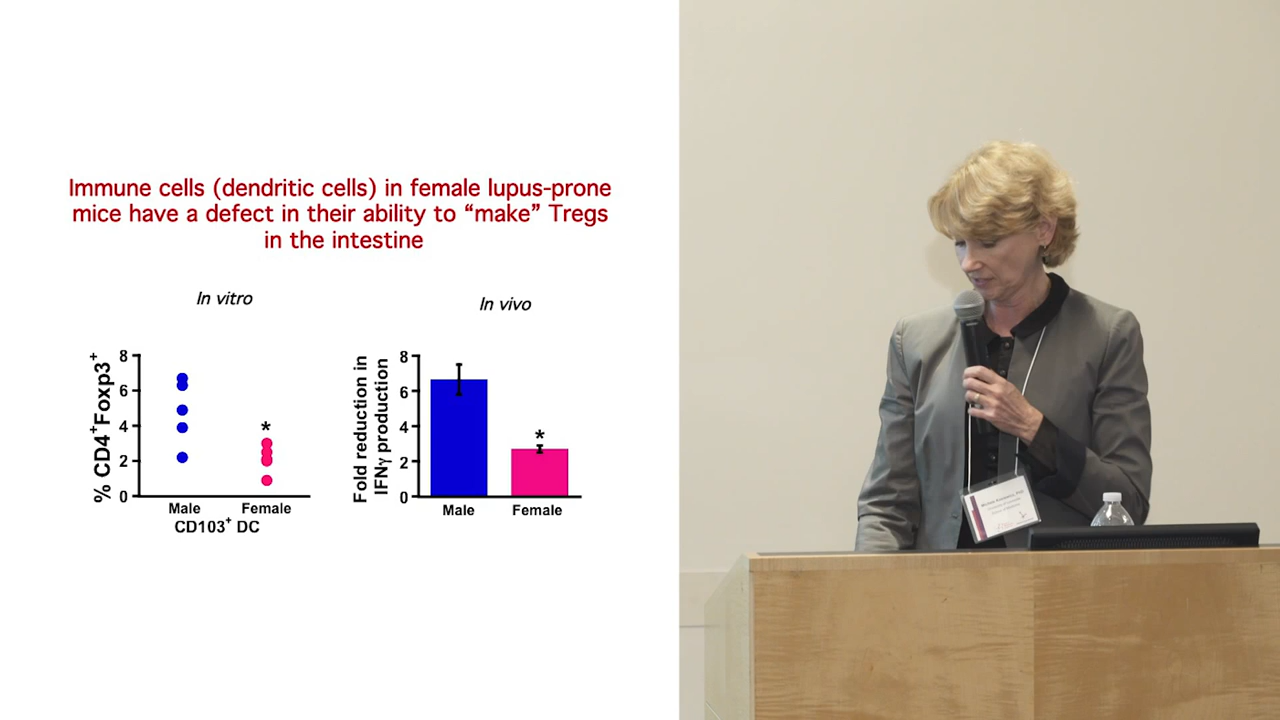 Immune cells (dendritic cells) in female lupus-prone
mice have a defect in their ability to “make” Tregs
in the intestine
In vitro
% CD4+Foxp3+
8
6
4
2
0
*
Male
Female
CD103+ DC
In vivo
Fold reduction in
IFNγ production
8
6
4
2
0
*
Male
Female